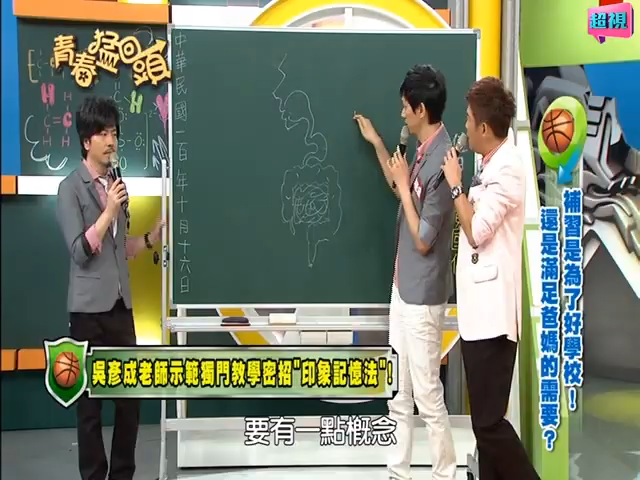 青春掹回頭
超視
中華民國一百年十月十六日
補習是為了好學校！
還是滿足爸媽的需要？
吳彥成老師示範獨門教學密招"印象記憶法"！
要有一點概念